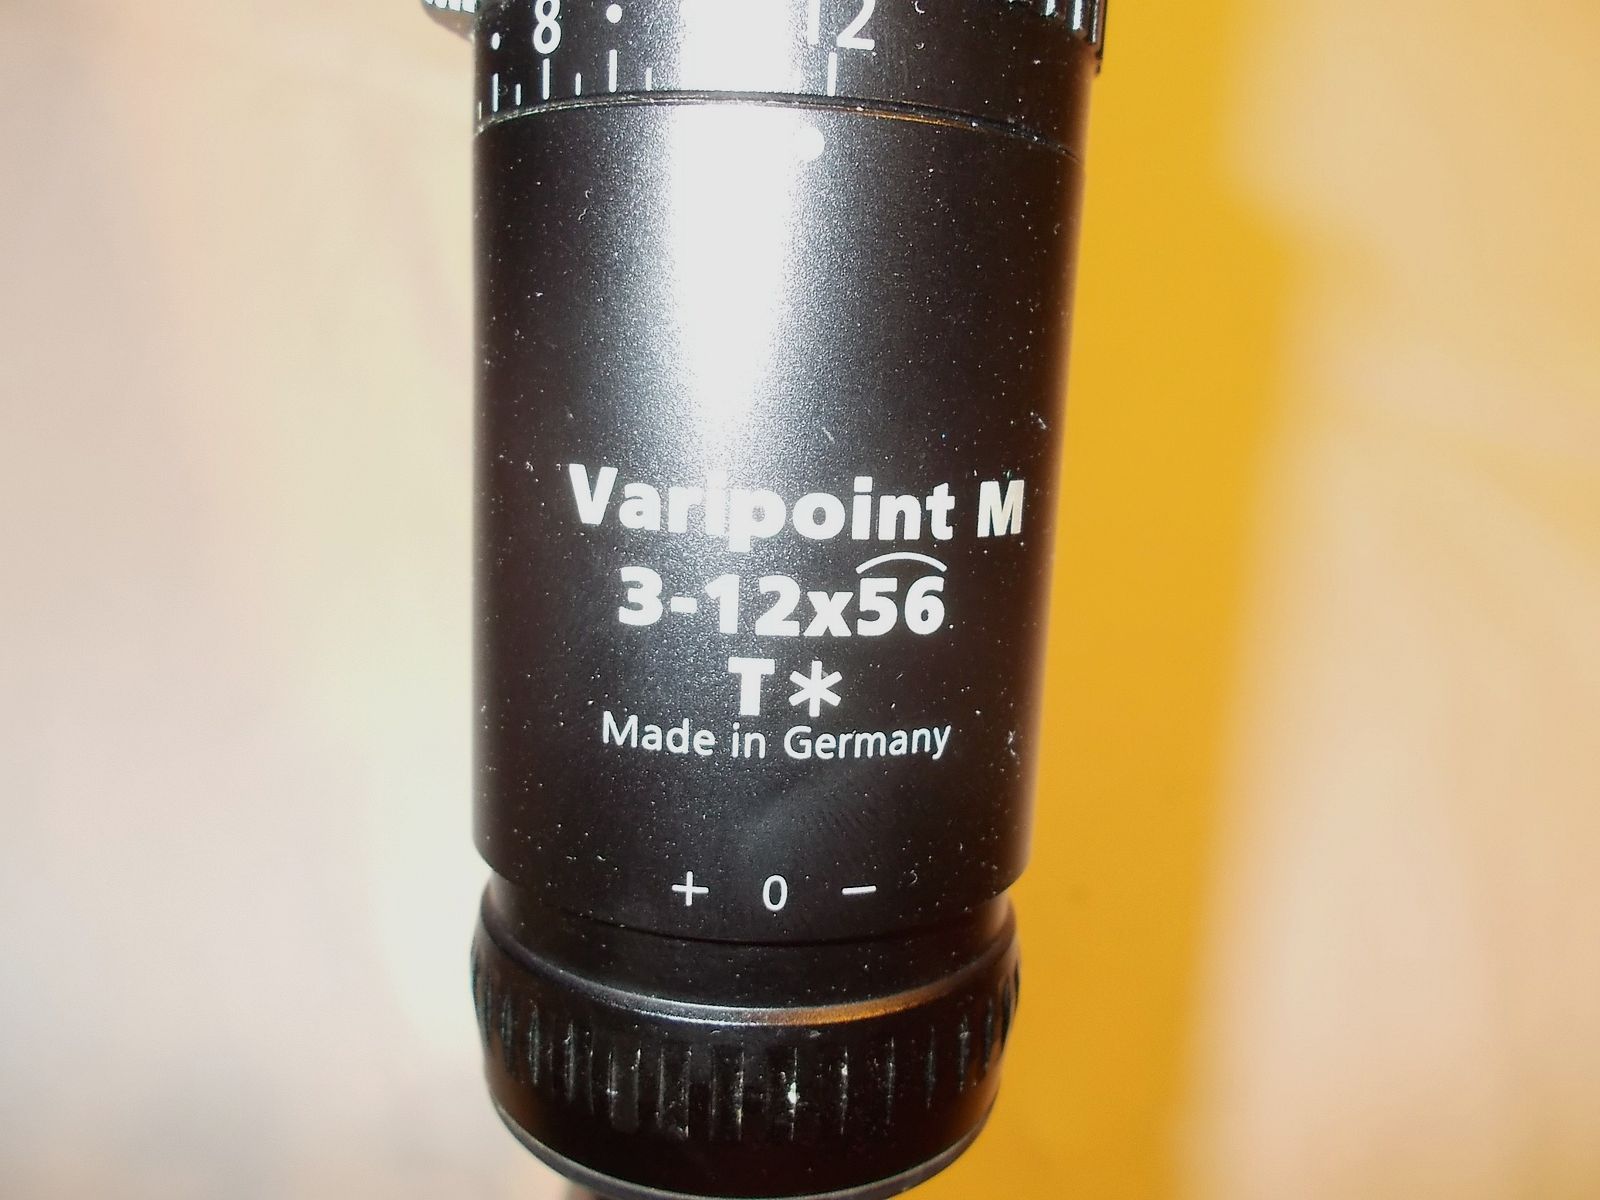 8 • 12
Varipoint M
3-12x56
T*
Made in Germany
+ 0 −